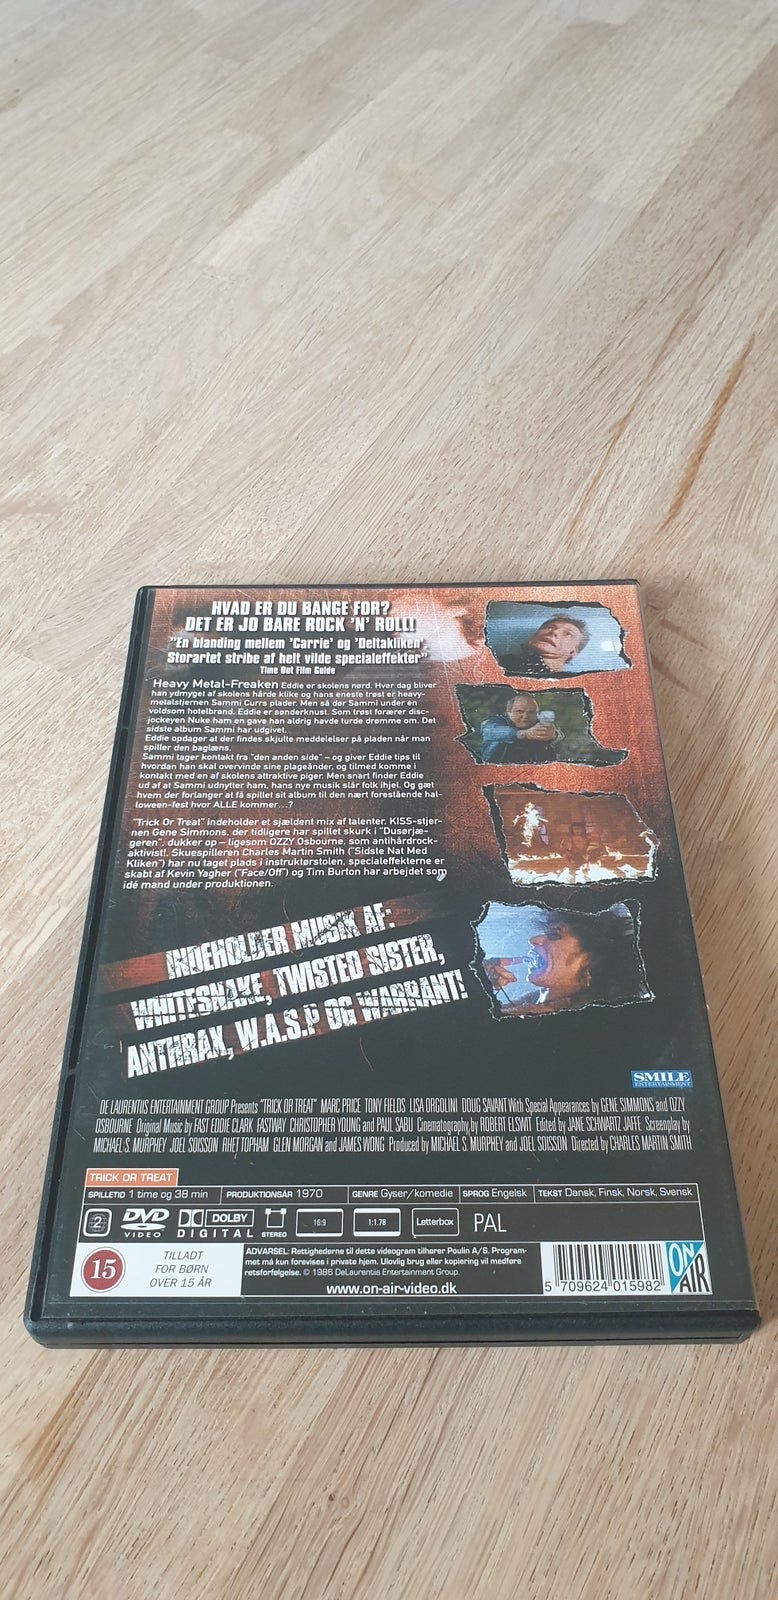 HVAD ER DU BANGE FOR?
DET ER JO BARE ROCK 'N' ROLL!
"En blanding mellem 'Carrie' og 'Deltakliken'.
Storartet stribe af helt vilde specialeffekter"
Time Out Film Guide
Heavy Metal-Freaken Eddie er skolens nørd. Hver dag bliver
han ydmyget af skolens hårde klike og hans eneste trøst er heavy-
metalstjernen Sammi Currs plader. Men så dør Sammi under en
voldsom hotelbrand. Eddie er sønderknust. Som trøst forærer disc-
jockeyen Nuke ham en gave han aldrig havde turde drømme om. Det
sidste album Sammi har udgivet.
Eddie opdager at der findes skjulte meddelelser på pladen når man
spiller den baglæns.
Sammi tager kontakt fra "den anden side" – og giver Eddie tips til
hvordan han skal overvinde sine plageånder, og tilmed komme i
kontakt med en af skolens attraktive piger. Men snart finder Eddie
ud af at Sammi udnytter ham, hans nye musik slår folk ihjel. Og gæt
hvem der forlanger at få spillet sit album til den nært forestående hal-
loween-fest hvor ALLE kommer...?
"Trick Or Treat" indeholder et sjældent mix af talenter. KISS-stjer-
nen Gene Simmons, der tidligere har spillet skurk i "Dusørjæ-
geren", dukker op – ligesom OZZY Osbourne, som antihårdrock-
aktivist!. Skuespilleren Charles Martin Smith ("Sidste Nat Med
Kliken") har nu taget plads i instruktørstolen, specialeffekterne er
skabt af Kevin Yagher ("Face/Off") og Tim Burton har arbejdet som
idé mand under produktionen.
INDEHOLDER MUSIK AF:
WHITESNAKE, TWISTED SISTER,
ANTHRAX, W.A.S.P OG WARRANT!
SMILE
ENTERTAINMENT
DE LAURENTIIS ENTERTAINMENT GROUP Presents "TRICK OR TREAT" MARC PRICE TONY FIELDS LISA ORGOLINI DOUG SAVANT With Special Appearances by GENE SIMMONS and OZZY
OSBOURNE Original Music by FAST EDDIE CLARK FASTWAY CHRISTOPHER YOUNG and PAUL SABU Cinematography by ROBERT ELSWIT Edited by JANE SCHWARTZ JAFFE Screenplay by
MICHAEL S. MURPHEY JOEL SOISSON RHET TOPHAM GLEN MORGAN and JAMES WONG Produced by MICHAEL S. MURPHEY and JOEL SOISSON Directed by CHARLES MARTIN SMITH
TRICK OR TREAT
SPILLETID 1 time og 38 min PRODUKTIONSÅR 1970 GENRE Gyser/komedie SPROG Engelsk TEKST Dansk, Finsk, Norsk, Svensk
2 DVD VIDEO DOLBY DIGITAL STEREO 16:9 1:1.78 Letterbox PAL
15 TILLADT
FOR BØRN
OVER 15 ÅR
ADVARSEL: Rettighederne til dette videogram tilhører Poulin A/S. Program-
met må kun forevises i private hjem. Ulovlig brug eller kopiering vil medføre
retsforfølgelse. © 1986 DeLaurentiis Entertainment Group.
www.on-air-video.dk
5 709624 015982
ON
AIR